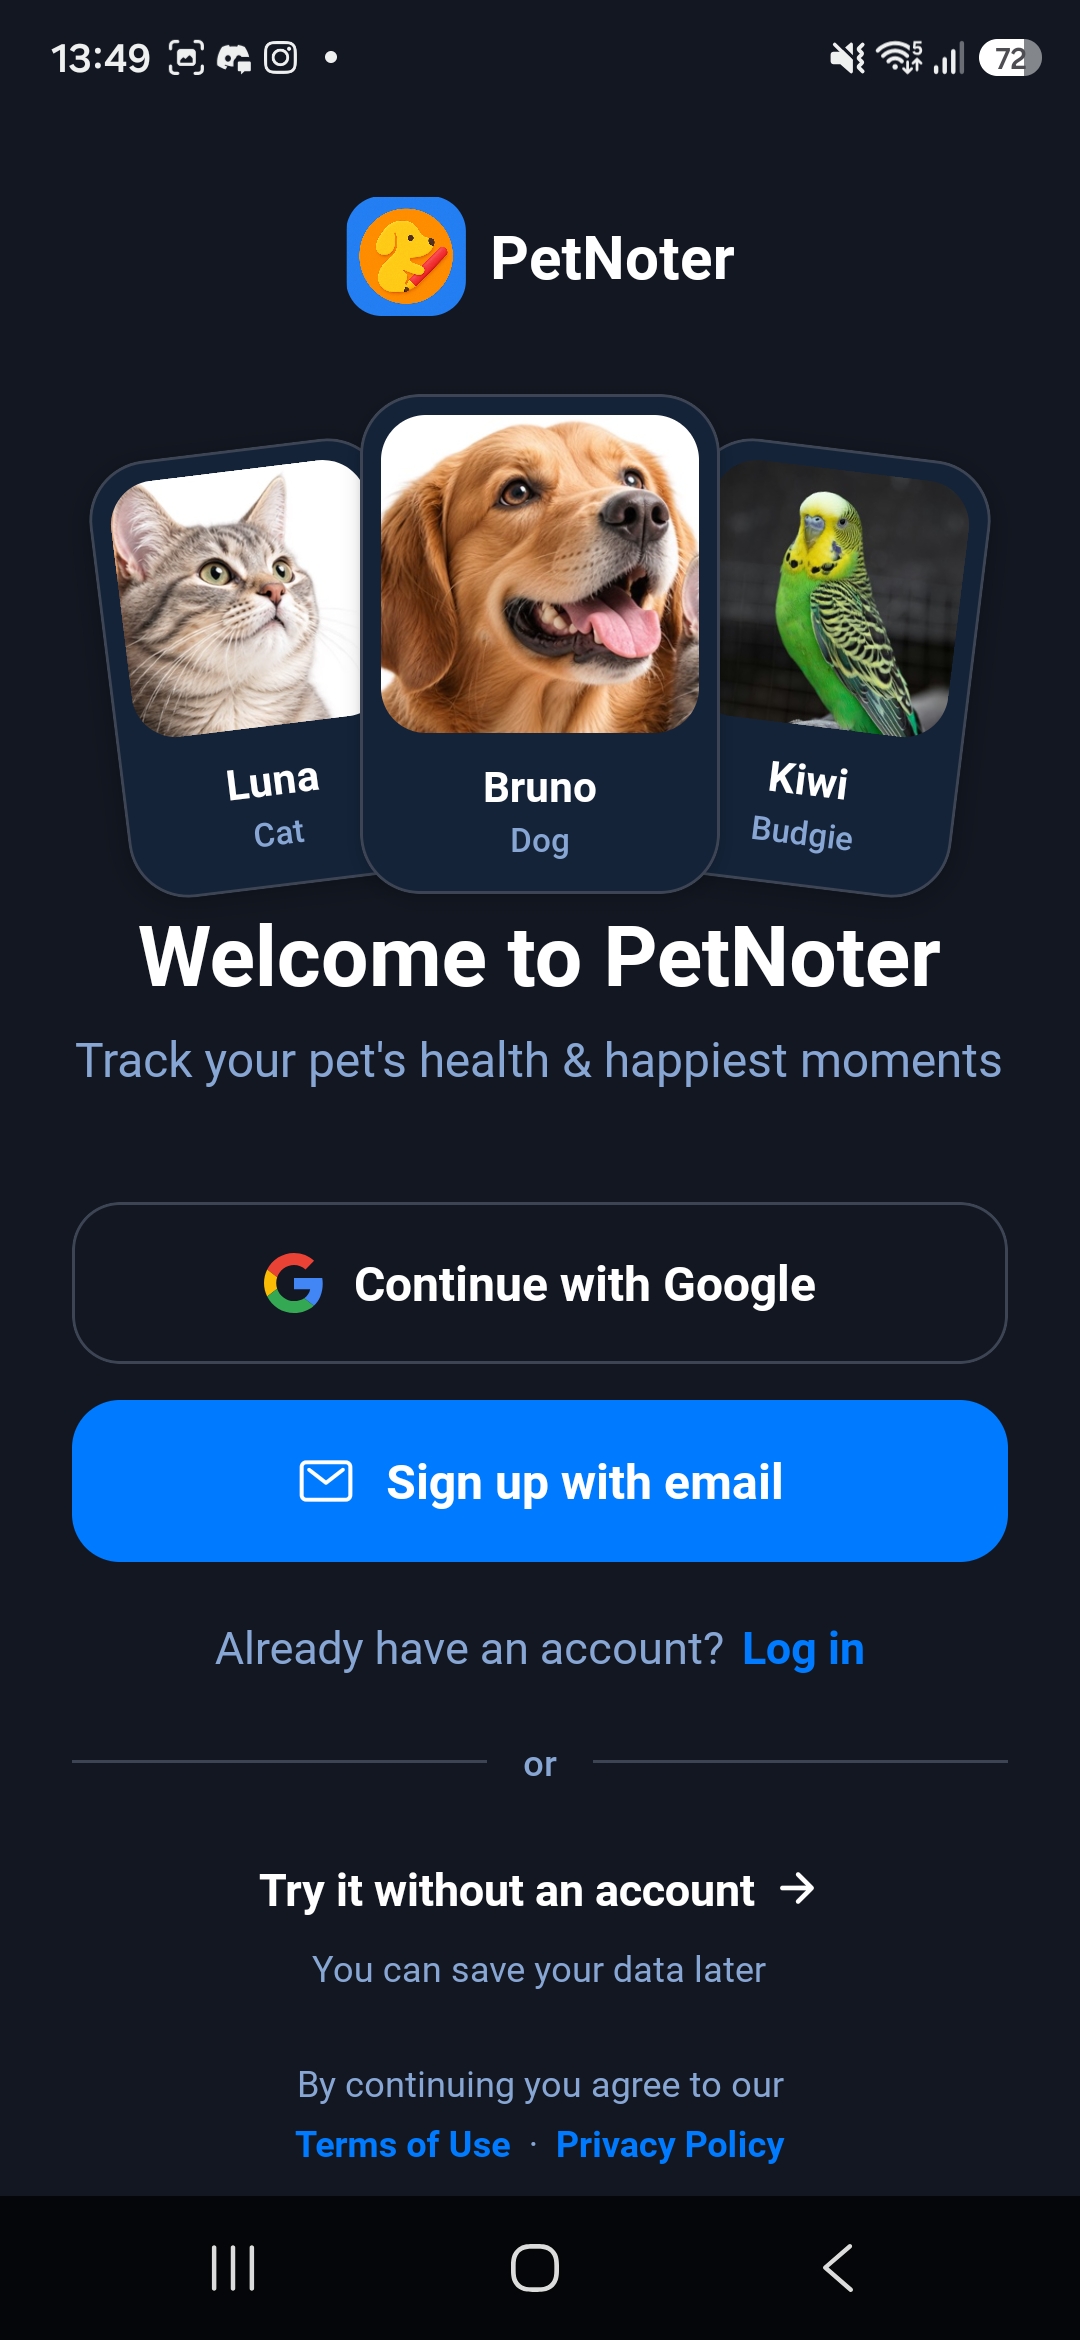 13:49
5
72
PetNoter
Luna
Cat
Bruno
Dog
Kiwi
Budgie
Welcome to PetNoter
Track your pet's health & happiest moments
Continue with Google
Sign up with email
Already have an account? Log in
or
Try it without an account →
You can save your data later
By continuing you agree to our
Terms of Use · Privacy Policy